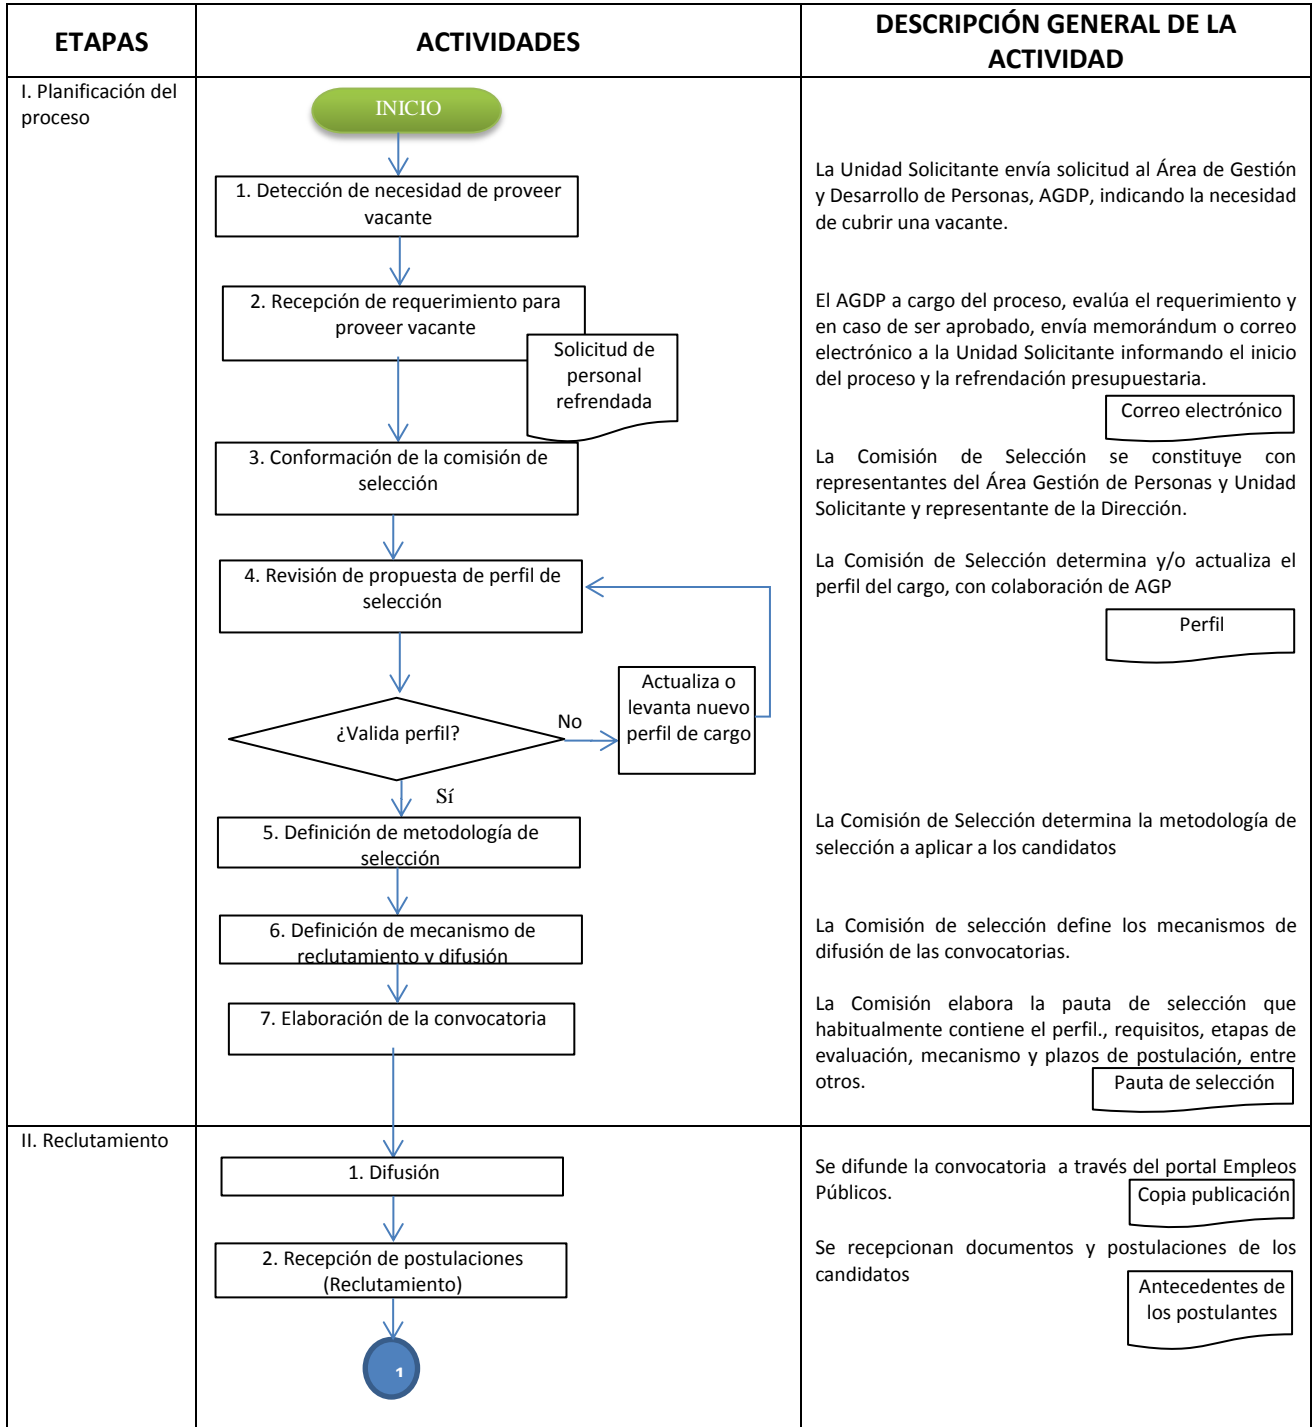 ETAPAS
ACTIVIDADES
DESCRIPCIÓN GENERAL DE LA
ACTIVIDAD
I. Planificación del
proceso
INICIO
1. Detección de necesidad de proveer
vacante
La Unidad Solicitante envía solicitud al Área de Gestión
y Desarrollo de Personas, AGDP, indicando la necesidad
de cubrir una vacante.
2. Recepción de requerimiento para
proveer vacante
Solicitud de
personal
refrendada
El AGDP a cargo del proceso, evalúa el requerimiento y
en caso de ser aprobado, envía memorándum o correo
electrónico a la Unidad Solicitante informando el inicio
del proceso y la refrendación presupuestaria.
Correo electrónico
3. Conformación de la comisión de
selección
La Comisión de Selección se constituye con
representantes del Área Gestión de Personas y Unidad
Solicitante y representante de la Dirección.
4. Revisión de propuesta de perfil de
selección
La Comisión de Selección determina y/o actualiza el
perfil del cargo, con colaboración de AGP
Perfil
¿Valida perfil?
No
Actualiza o
levanta nuevo
perfil de cargo
Sí
5. Definición de metodología de
selección
La Comisión de Selección determina la metodología de
selección a aplicar a los candidatos
6. Definición de mecanismo de
reclutamiento y difusión
La Comisión de selección define los mecanismos de
difusión de las convocatorias.
7. Elaboración de la convocatoria
La Comisión elabora la pauta de selección que
habitualmente contiene el perfil., requisitos, etapas de
evaluación, mecanismo y plazos de postulación, entre
otros.
Pauta de selección
II. Reclutamiento
1. Difusión
Se difunde la convocatoria a través del portal Empleos
Públicos.
Copia publicación
2. Recepción de postulaciones
(Reclutamiento)
Se recepcionan documentos y postulaciones de los
candidatos
Antecedentes de
los postulantes
1